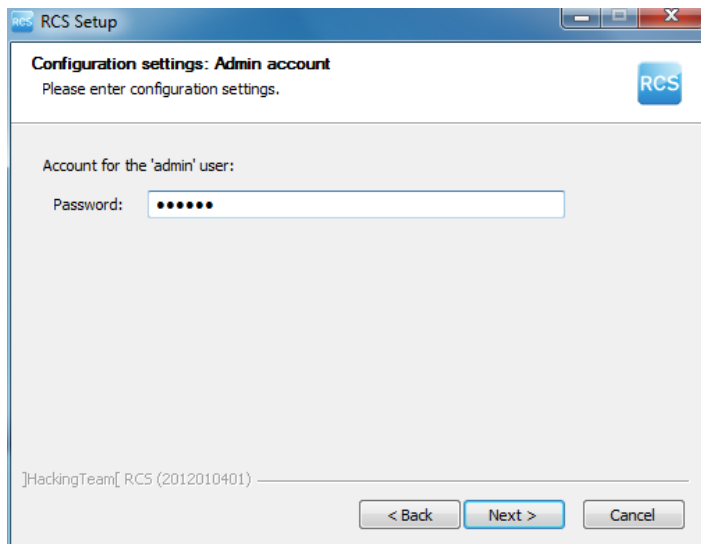 RCS RCS Setup
Configuration settings: Admin account
Please enter configuration settings.
RCS
Account for the 'admin' user:
Password: ••••••
]HackingTeam[ RCS (2012010401)
< Back Next > Cancel